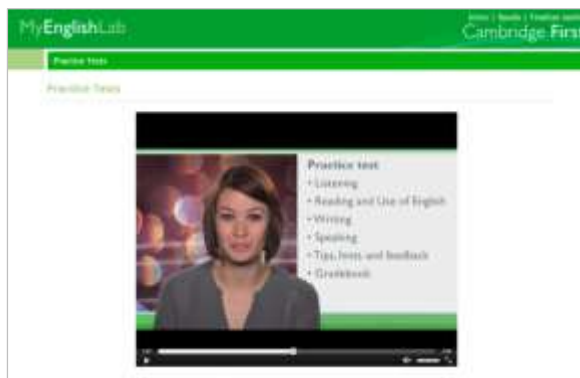 MyEnglishLab
Cambridge First
Practice Tests
Practice Tests
Practice test
• Listening
• Reading and Use of English
• Writing
• Speaking
• Tips, hints and feedback
• Gradebook